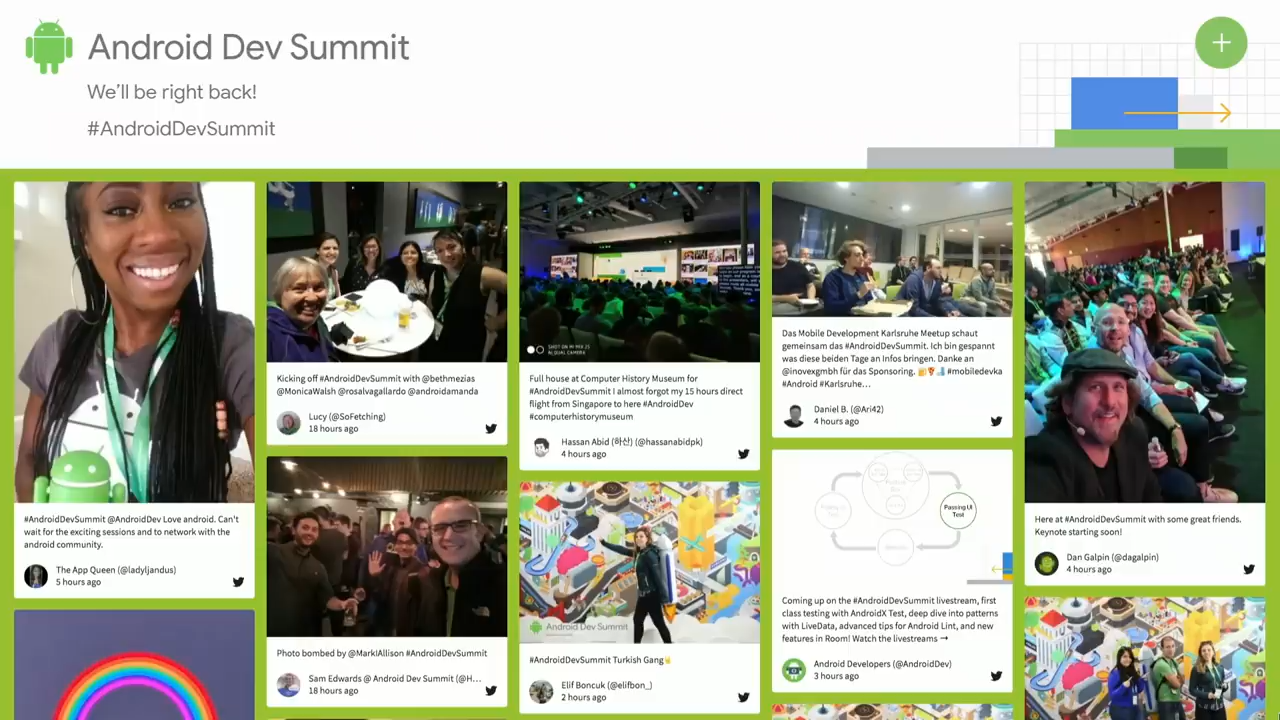 Android Dev Summit
We'll be right back!
#AndroidDevSummit
#AndroidDevSummit @AndroidDev Love android. Can't
wait for the exciting sessions and to network with the
android community.
The App Queen (@ladyljandus)
5 hours ago
Kicking off #AndroidDevSummit with @bethmezias
@MonicaWalsh @rosalvagallardo @androidamanda
Lucy (@SoFetching)
18 hours ago
Photo bombed by @MarkIAllison #AndroidDevSummit
Sam Edwards @ Android Dev Summit (@H...
18 hours ago
SHOT ON MI MIX 2S
AI DUAL CAMERA
Full house at Computer History Museum for
#AndroidDevSummit I almost forgot my 15 hours direct
flight from Singapore to here #AndroidDev
#computerhistorymuseum
Hassan Abid (하산) (@hassanabidpk)
4 hours ago
Android Dev Summit
#AndroidDevSummit Turkish Gang🤘
Elif Boncuk (@elifbon_)
2 hours ago
Das Mobile Development Karlsruhe Meetup schaut
gemeinsam das #AndroidDevSummit. Ich bin gespannt
was diese beiden Tage an Infos bringen. Danke an
@inovexgmbh für das Sponsoring. 🍻🍕 #mobiledevka
#Android #Karlsruhe...
Daniel B. (@Ari42)
4 hours ago
Passing UI
Test
Coming up on the #AndroidDevSummit livestream, first
class testing with AndroidX Test, deep dive into patterns
with LiveData, advanced tips for Android Lint, and new
features in Room! Watch the livestreams →
Android Developers (@AndroidDev)
3 hours ago
Here at #AndroidDevSummit with some great friends.
Keynote starting soon!
Dan Galpin (@dagalpin)
4 hours ago